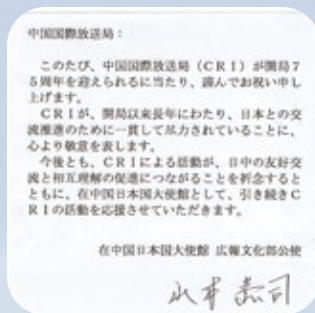 中国国際放送局：
　このたび、中国国際放送局（ＣＲＩ）が開局７
５周年を迎えられるに当たり、謹んでお祝い申し
上げます。
　ＣＲＩが、開局以来長年にわたり、日本との交
流推進のために一貫して尽力されていることに、
心より敬意を表します。
　今後とも、ＣＲＩによる活動が、日中の友好交
流と相互理解の促進につながることを祈念すると
ともに、在中国日本国大使館として、引き続きＣ
ＲＩの活動を応援させていただきます。
在中国日本国大使館　広報文化部公使
山本恭司